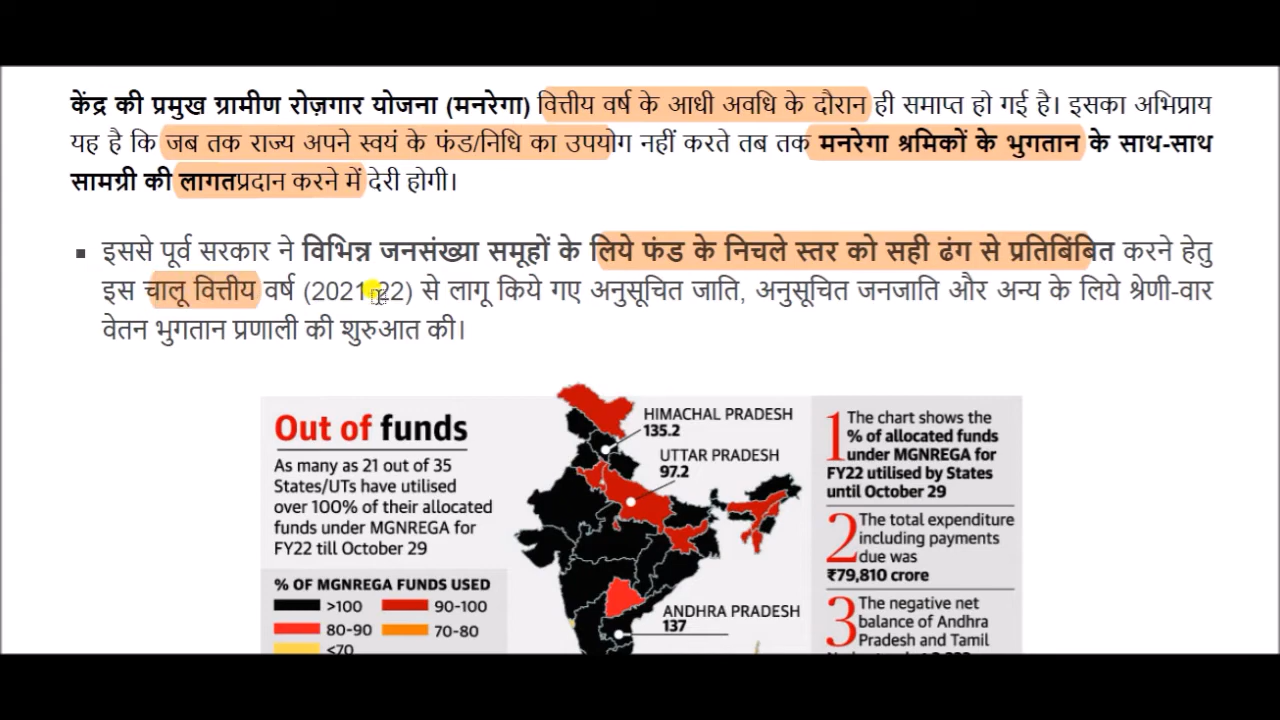 केंद्र की प्रमुख ग्रामीण रोज़गार योजना (मनरेगा) वित्तीय वर्ष के आधी अवधि के दौरान ही समाप्त हो गई है। इसका अभिप्राय
यह है कि जब तक राज्य अपने स्वयं के फंड/निधि का उपयोग नहीं करते तब तक मनरेगा श्रमिकों के भुगतान के साथ-साथ
सामग्री की लागतप्रदान करने में देरी होगी।
▪ इससे पूर्व सरकार ने विभिन्न जनसंख्या समूहों के लिये फंड के निचले स्तर को सही ढंग से प्रतिबिंबित करने हेतु
इस चालू वित्तीय वर्ष (2021-22) से लागू किये गए अनुसूचित जाति, अनुसूचित जनजाति और अन्य के लिये श्रेणी-वार
वेतन भुगतान प्रणाली की शुरुआत की।
Out of funds
As many as 21 out of 35
States/UTs have utilised
over 100% of their allocated
funds under MGNREGA for
FY22 till October 29
% OF MGNREGA FUNDS USED
>100 90-100
80-90 70-80
<70
HIMACHAL PRADESH
135.2
UTTAR PRADESH
97.2
ANDHRA PRADESH
137
1 The chart shows the
% of allocated funds
under MGNREGA for
FY22 utilised by States
until October 29
2 The total expenditure
including payments
due was
₹79,810 crore
3 The negative net
balance of Andhra
Pradesh and Tamil